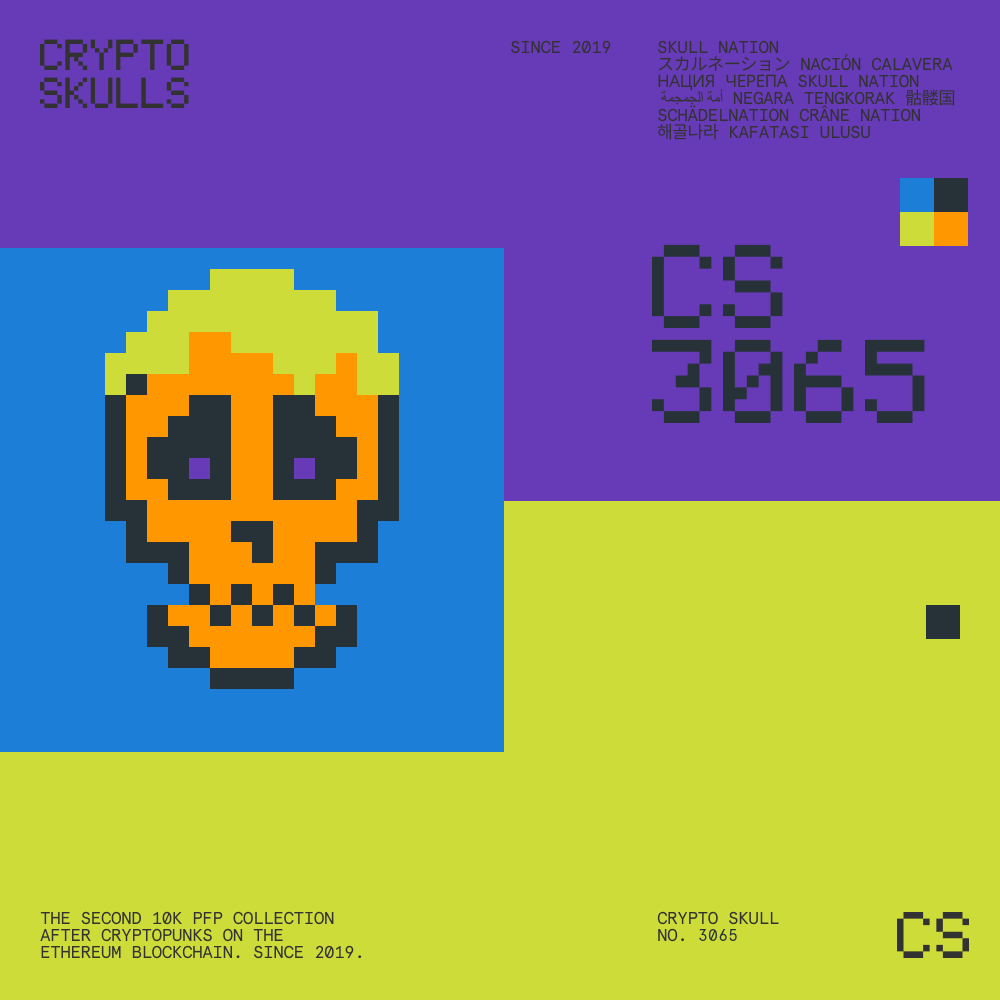 CRYPTO
SKULLS
SINCE 2019
SKULL NATION
スカルネーション NACIÓN CALAVERA
НАЦИЯ ЧЕРЕПА SKULL NATION
أمة الجمجمة NEGARA TENGKORAK 骷髅国
SCHÄDELNATION CRÂNE NATION
해골나라 KAFATASI ULUSU
CS
3065
THE SECOND 10K PFP COLLECTION
AFTER CRYPTOPUNKS ON THE
ETHEREUM BLOCKCHAIN. SINCE 2019.
CRYPTO SKULL
NO. 3065
CS